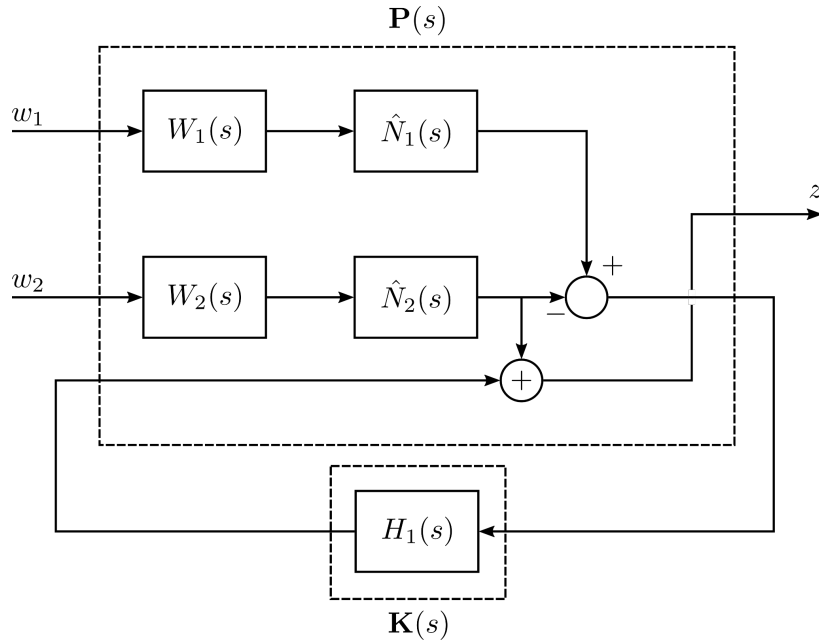 P(s)
w₁
W₁(s)
N̂₁(s)
z
w₂
W₂(s)
N̂₂(s)
+
−
+
H₁(s)
K(s)